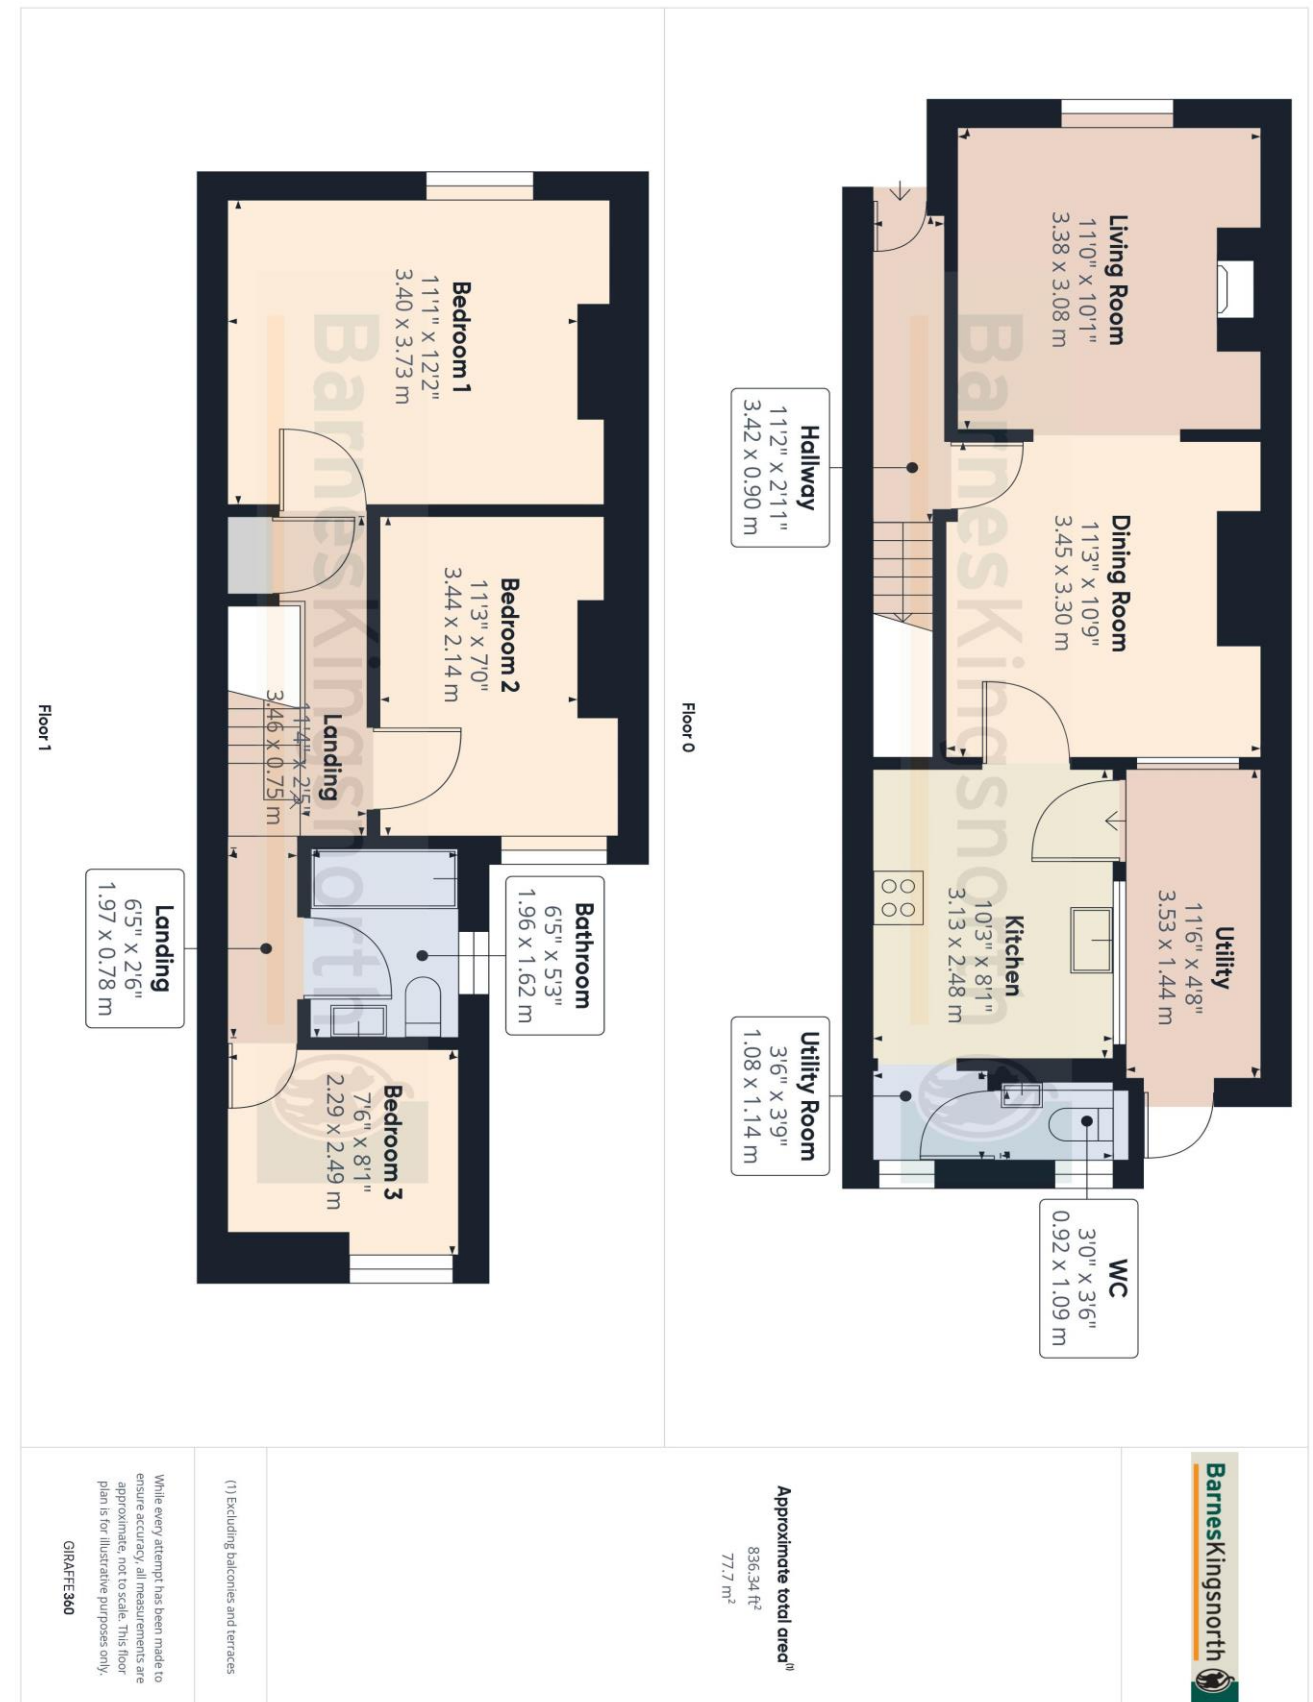 Living Room
11'0" x 10'1"
3.38 x 3.08 m
Dining Room
11'3" x 10'9"
3.45 x 3.30 m
Utility
11'6" x 4'8"
3.53 x 1.44 m
Kitchen
10'3" x 8'1"
3.13 x 2.48 m
Hallway
11'2" x 2'11"
3.42 x 0.90 m
Utility Room
3'6" x 3'9"
1.08 x 1.14 m
WC
3'0" x 3'6"
0.92 x 1.09 m
BarnesKingsnorth
Floor 0
Bedroom 1
11'1" x 12'2"
3.40 x 3.73 m
Bedroom 2
11'3" x 7'0"
3.44 x 2.14 m
Bathroom
6'5" x 5'3"
1.96 x 1.62 m
Landing
11'4" x 2'5"
3.46 x 0.75 m
Bedroom 3
7'6" x 8'1"
2.29 x 2.49 m
Landing
6'5" x 2'6"
1.97 x 0.78 m
BarnesKingsnorth
Floor 1
BarnesKingsnorth
Approximate total area(1)
836.34 ft²
77.7 m²
(1) Excluding balconies and terraces
While every attempt has been made to
ensure accuracy, all measurements are
approximate, not to scale. This floor
plan is for illustrative purposes only.
GIRAFFE360